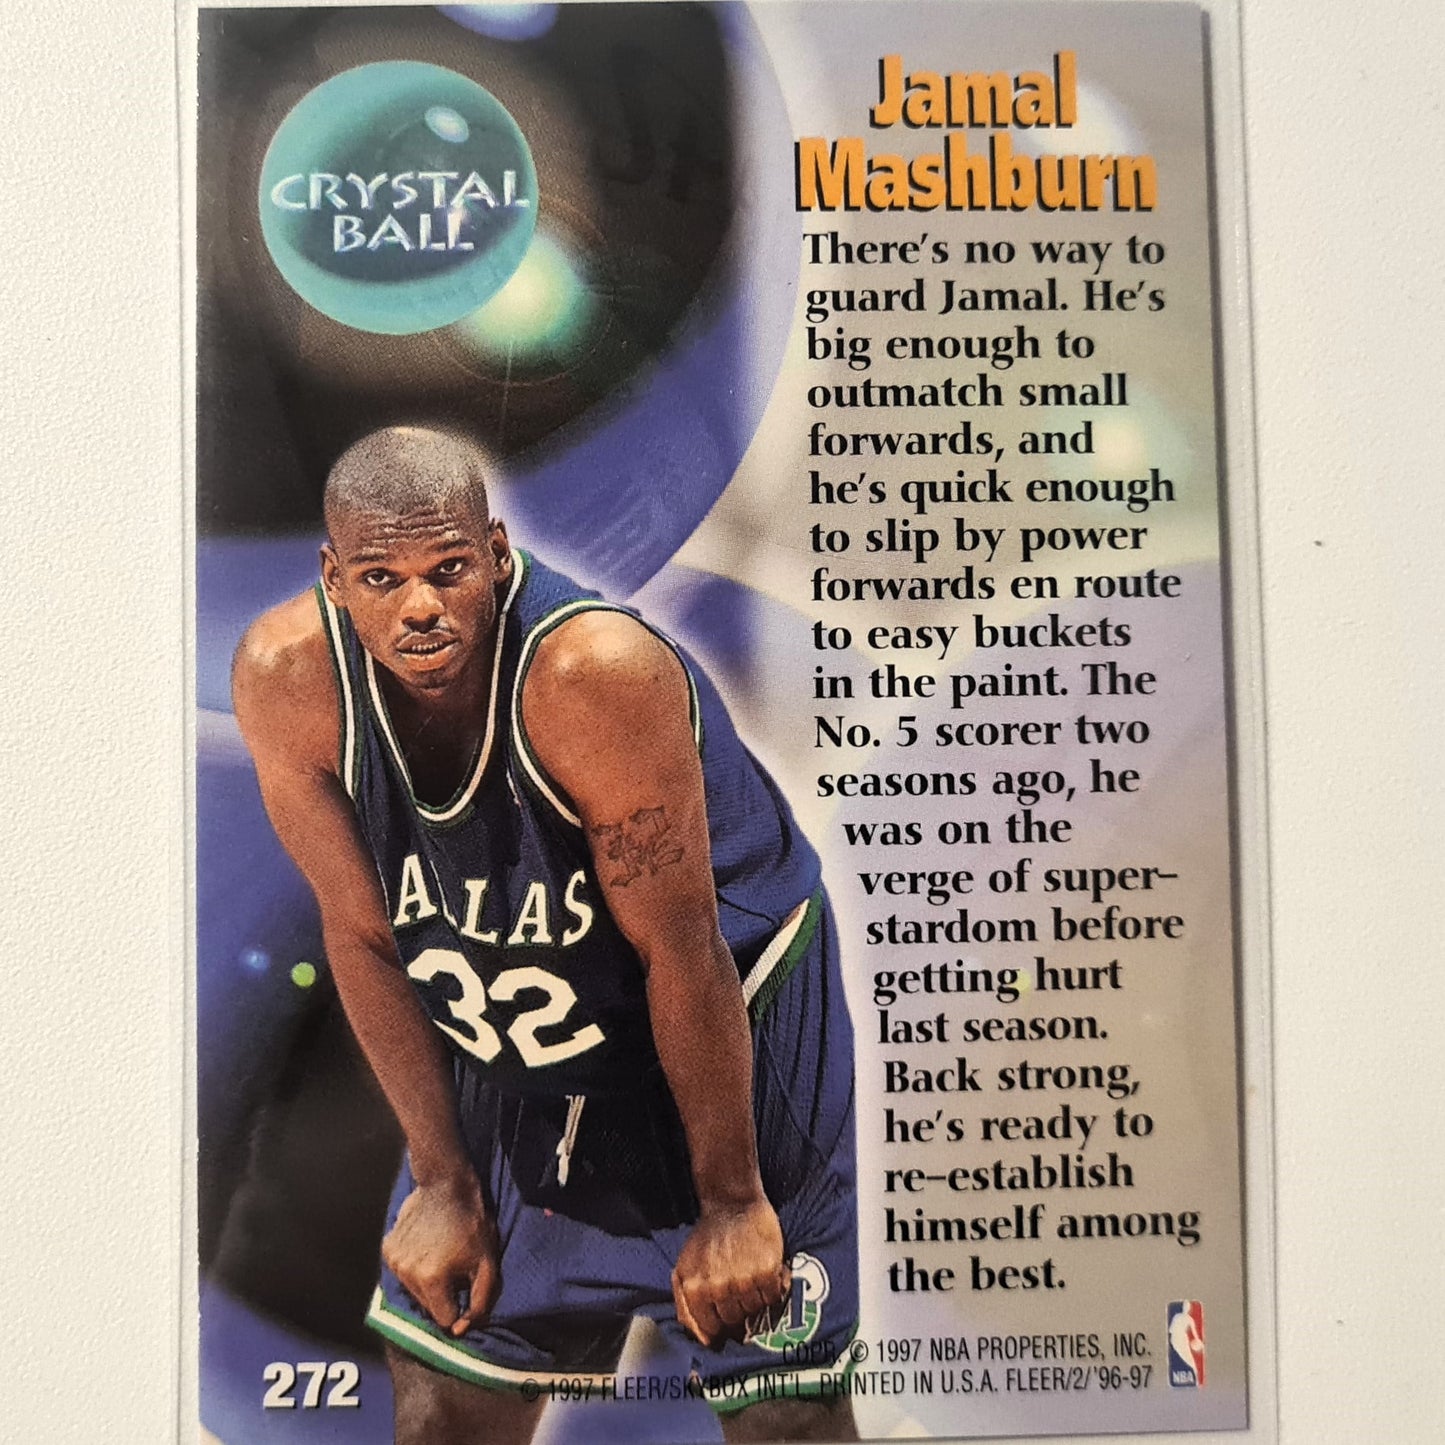 CRYSTAL
BALL
Jamal
Mashburn
There's no way to
guard Jamal. He's
big enough to
outmatch small
forwards, and
he's quick enough
to slip by power
forwards en route
to easy buckets
in the paint. The
No. 5 scorer two
seasons ago, he
was on the
verge of super-
stardom before
getting hurt
last season.
Back strong,
he's ready to
re-establish
himself among
the best.
ALLAS
32
M
272
COPR. © 1997 NBA PROPERTIES, INC.
© 1997 FLEER/SKYBOX INT'L. PRINTED IN U.S.A. FLEER/2/'96-97
NBA